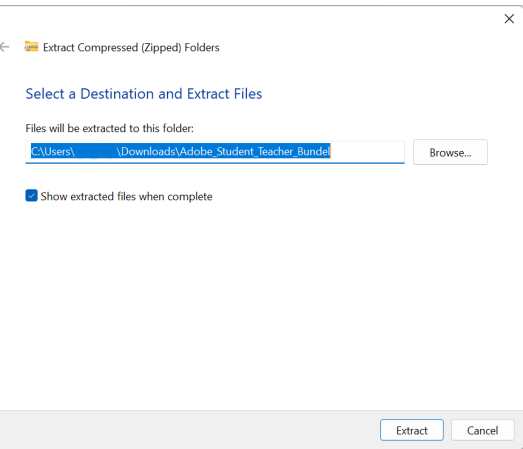 Extract Compressed (Zipped) Folders
Select a Destination and Extract Files
Files will be extracted to this folder:
C:\Users\ \Downloads\Adobe_Student_Teacher_Bundel
Browse...
Show extracted files when complete
Extract
Cancel